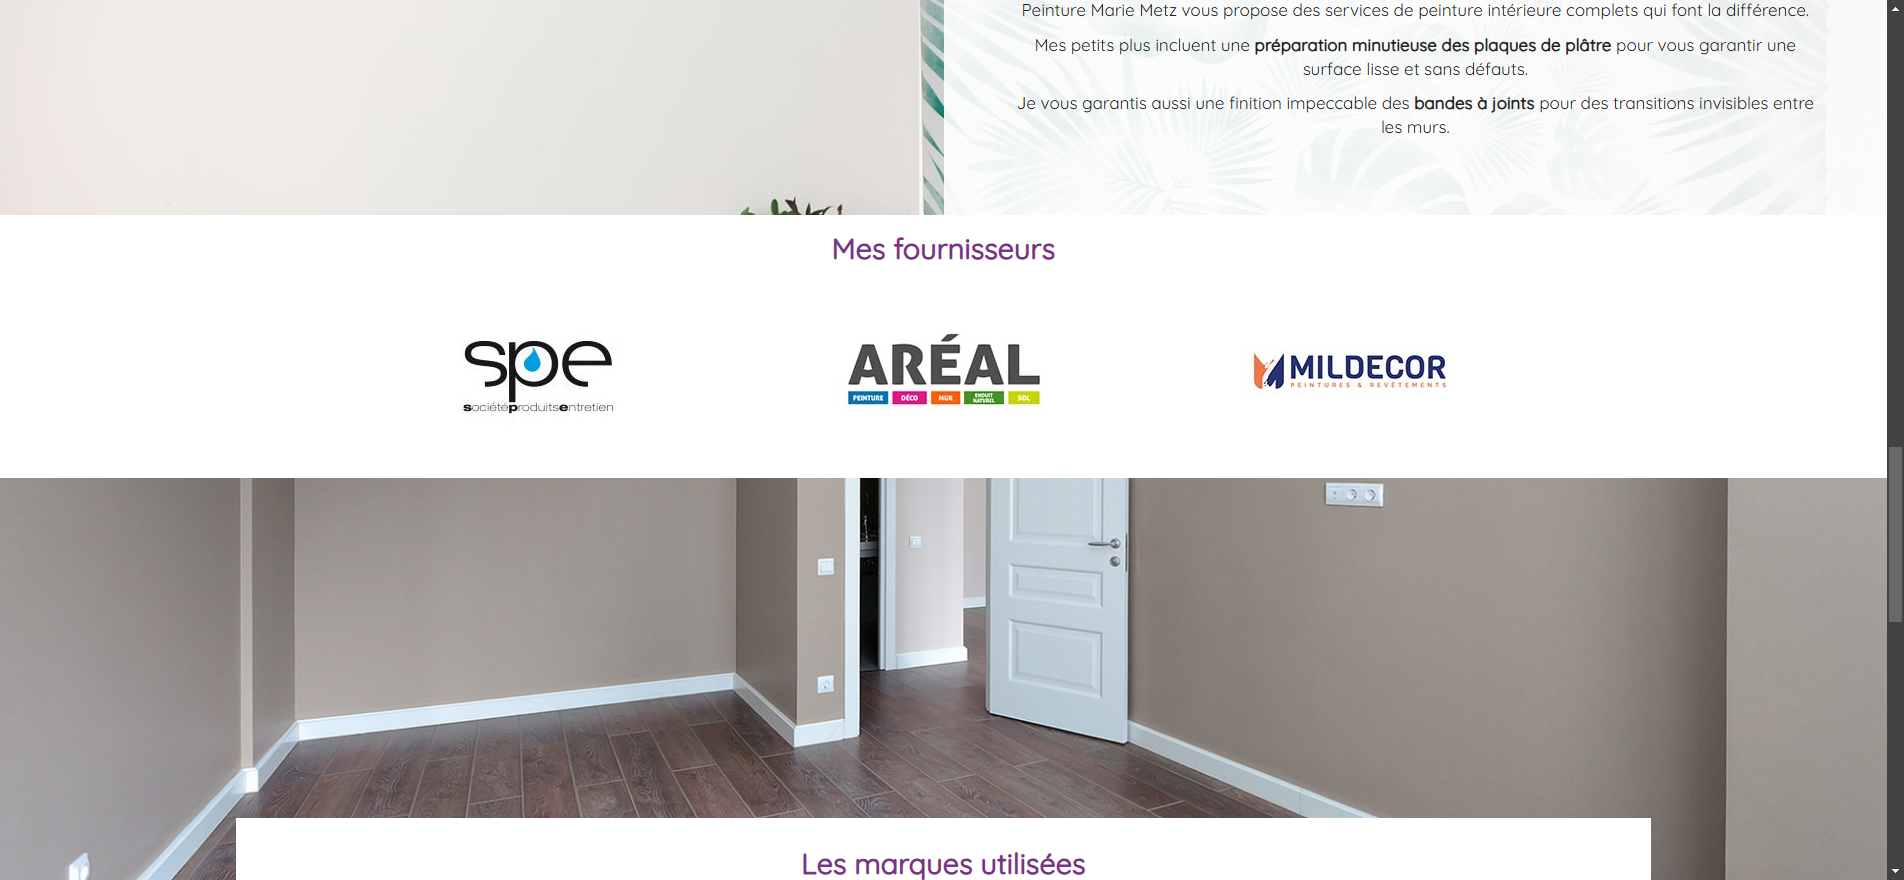 Peinture Marie Metz vous propose des services de peinture intérieure complets qui font la différence.
Mes petits plus incluent une préparation minutieuse des plaques de plâtre pour vous garantir une
surface lisse et sans défauts.
Je vous garantis aussi une finition impeccable des bandes à joints pour des transitions invisibles entre
les murs.
Mes fournisseurs
spe
sociétéproduitsentretien
ARÉAL
PEINTURE DÉCO MUR ENDUIT NATUREL SOL
MILDECOR
PEINTURES & REVÊTEMENTS
Les marques utilisées